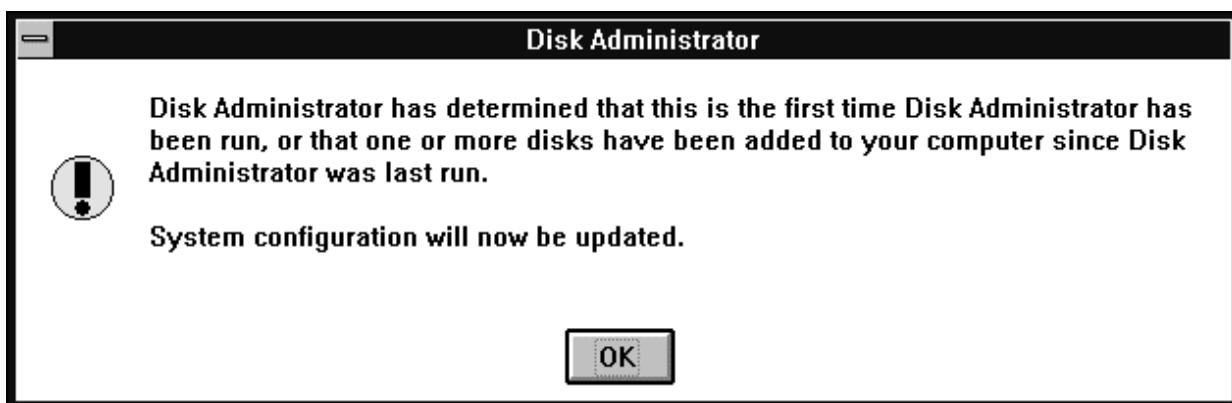 Disk Administrator
Disk Administrator has determined that this is the first time Disk Administrator has
been run, or that one or more disks have been added to your computer since Disk
Administrator was last run.
System configuration will now be updated.
OK